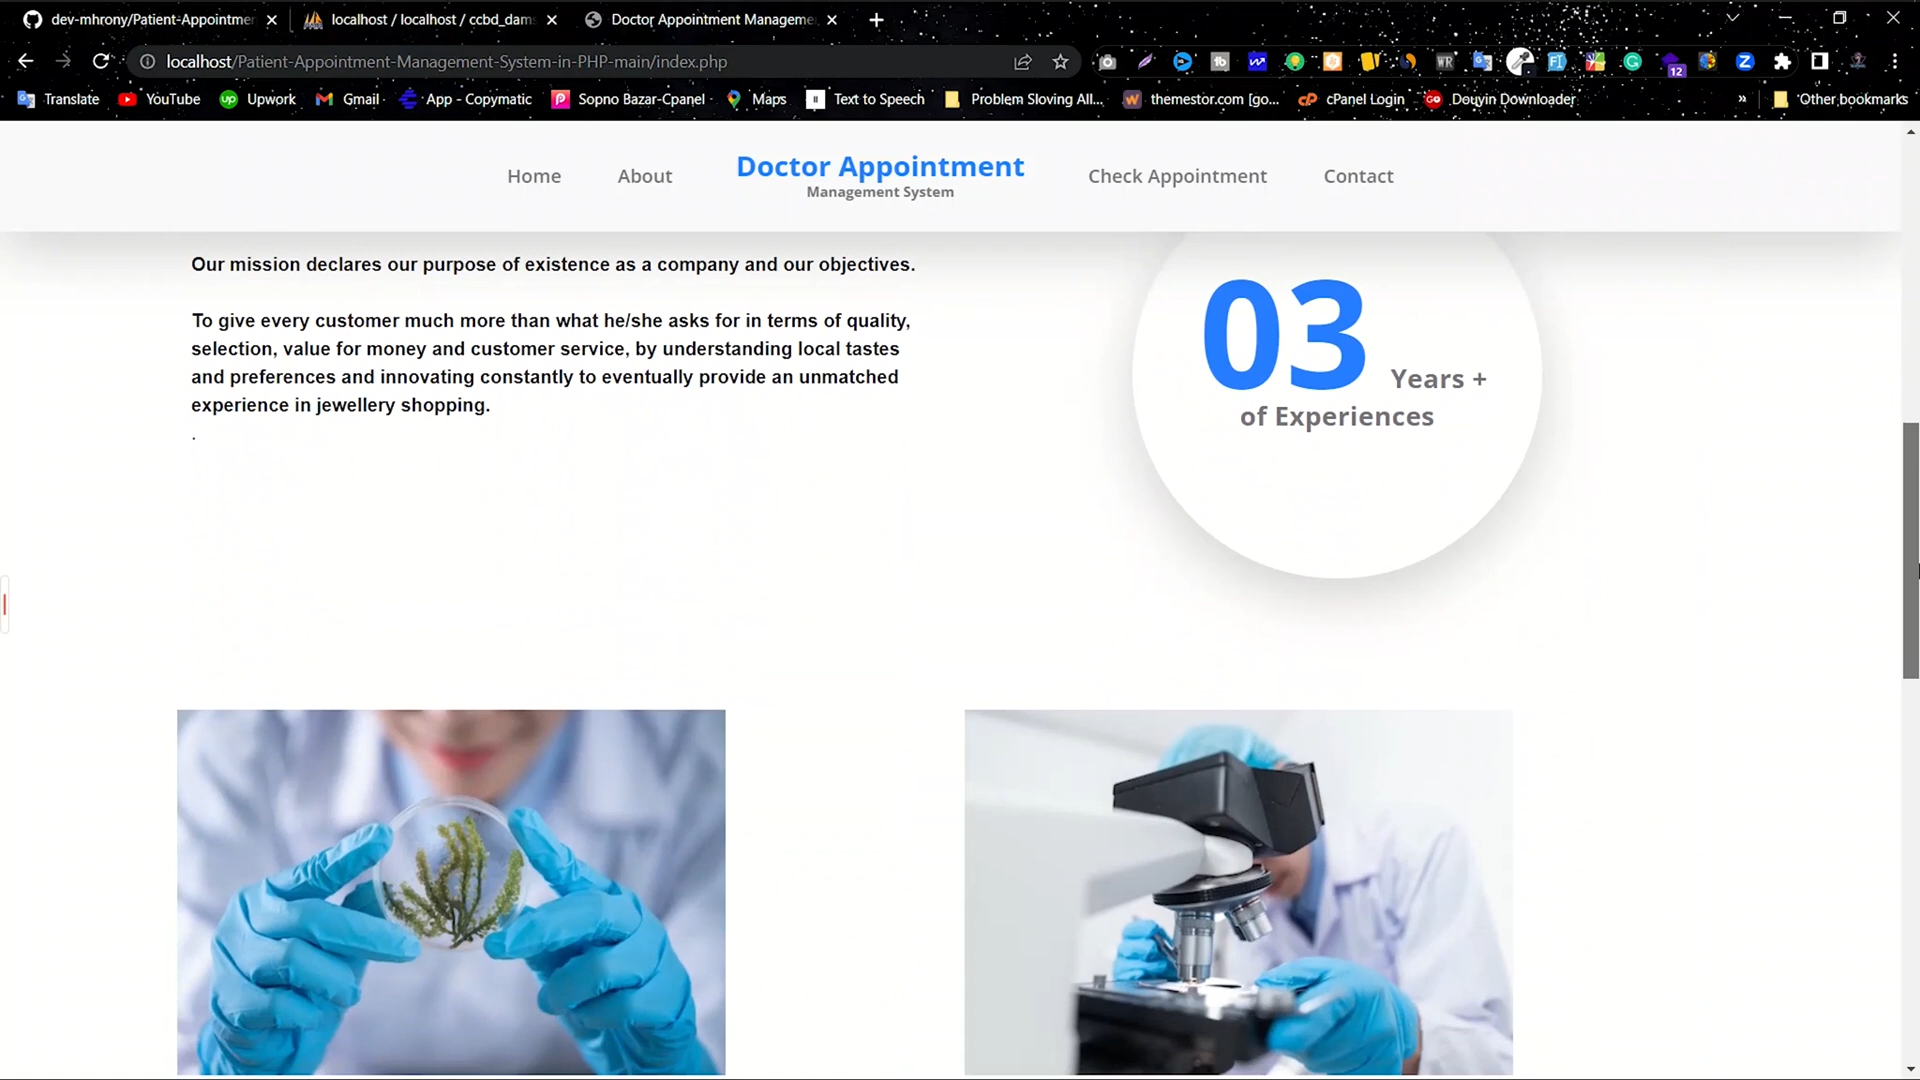 dev-mhrony/Patient-Appointmen
localhost / localhost / ccbd_dams
Doctor Appointment Manageme
localhost/Patient-Appointment-Management-System-in-PHP-main/index.php
12
Translate
YouTube
Upwork
Gmail
App - Copymatic
Sopno Bazar-Cpanel
Maps
Text to Speech
Problem Sloving All...
themestor.com [go...
cPanel Login
Douyin Downloader
»
Other bookmarks
Home
About
Doctor Appointment
Management System
Check Appointment
Contact
Our mission declares our purpose of existence as a company and our objectives.
To give every customer much more than what he/she asks for in terms of quality,
selection, value for money and customer service, by understanding local tastes
and preferences and innovating constantly to eventually provide an unmatched
experience in jewellery shopping.
.
03 Years +
of Experiences